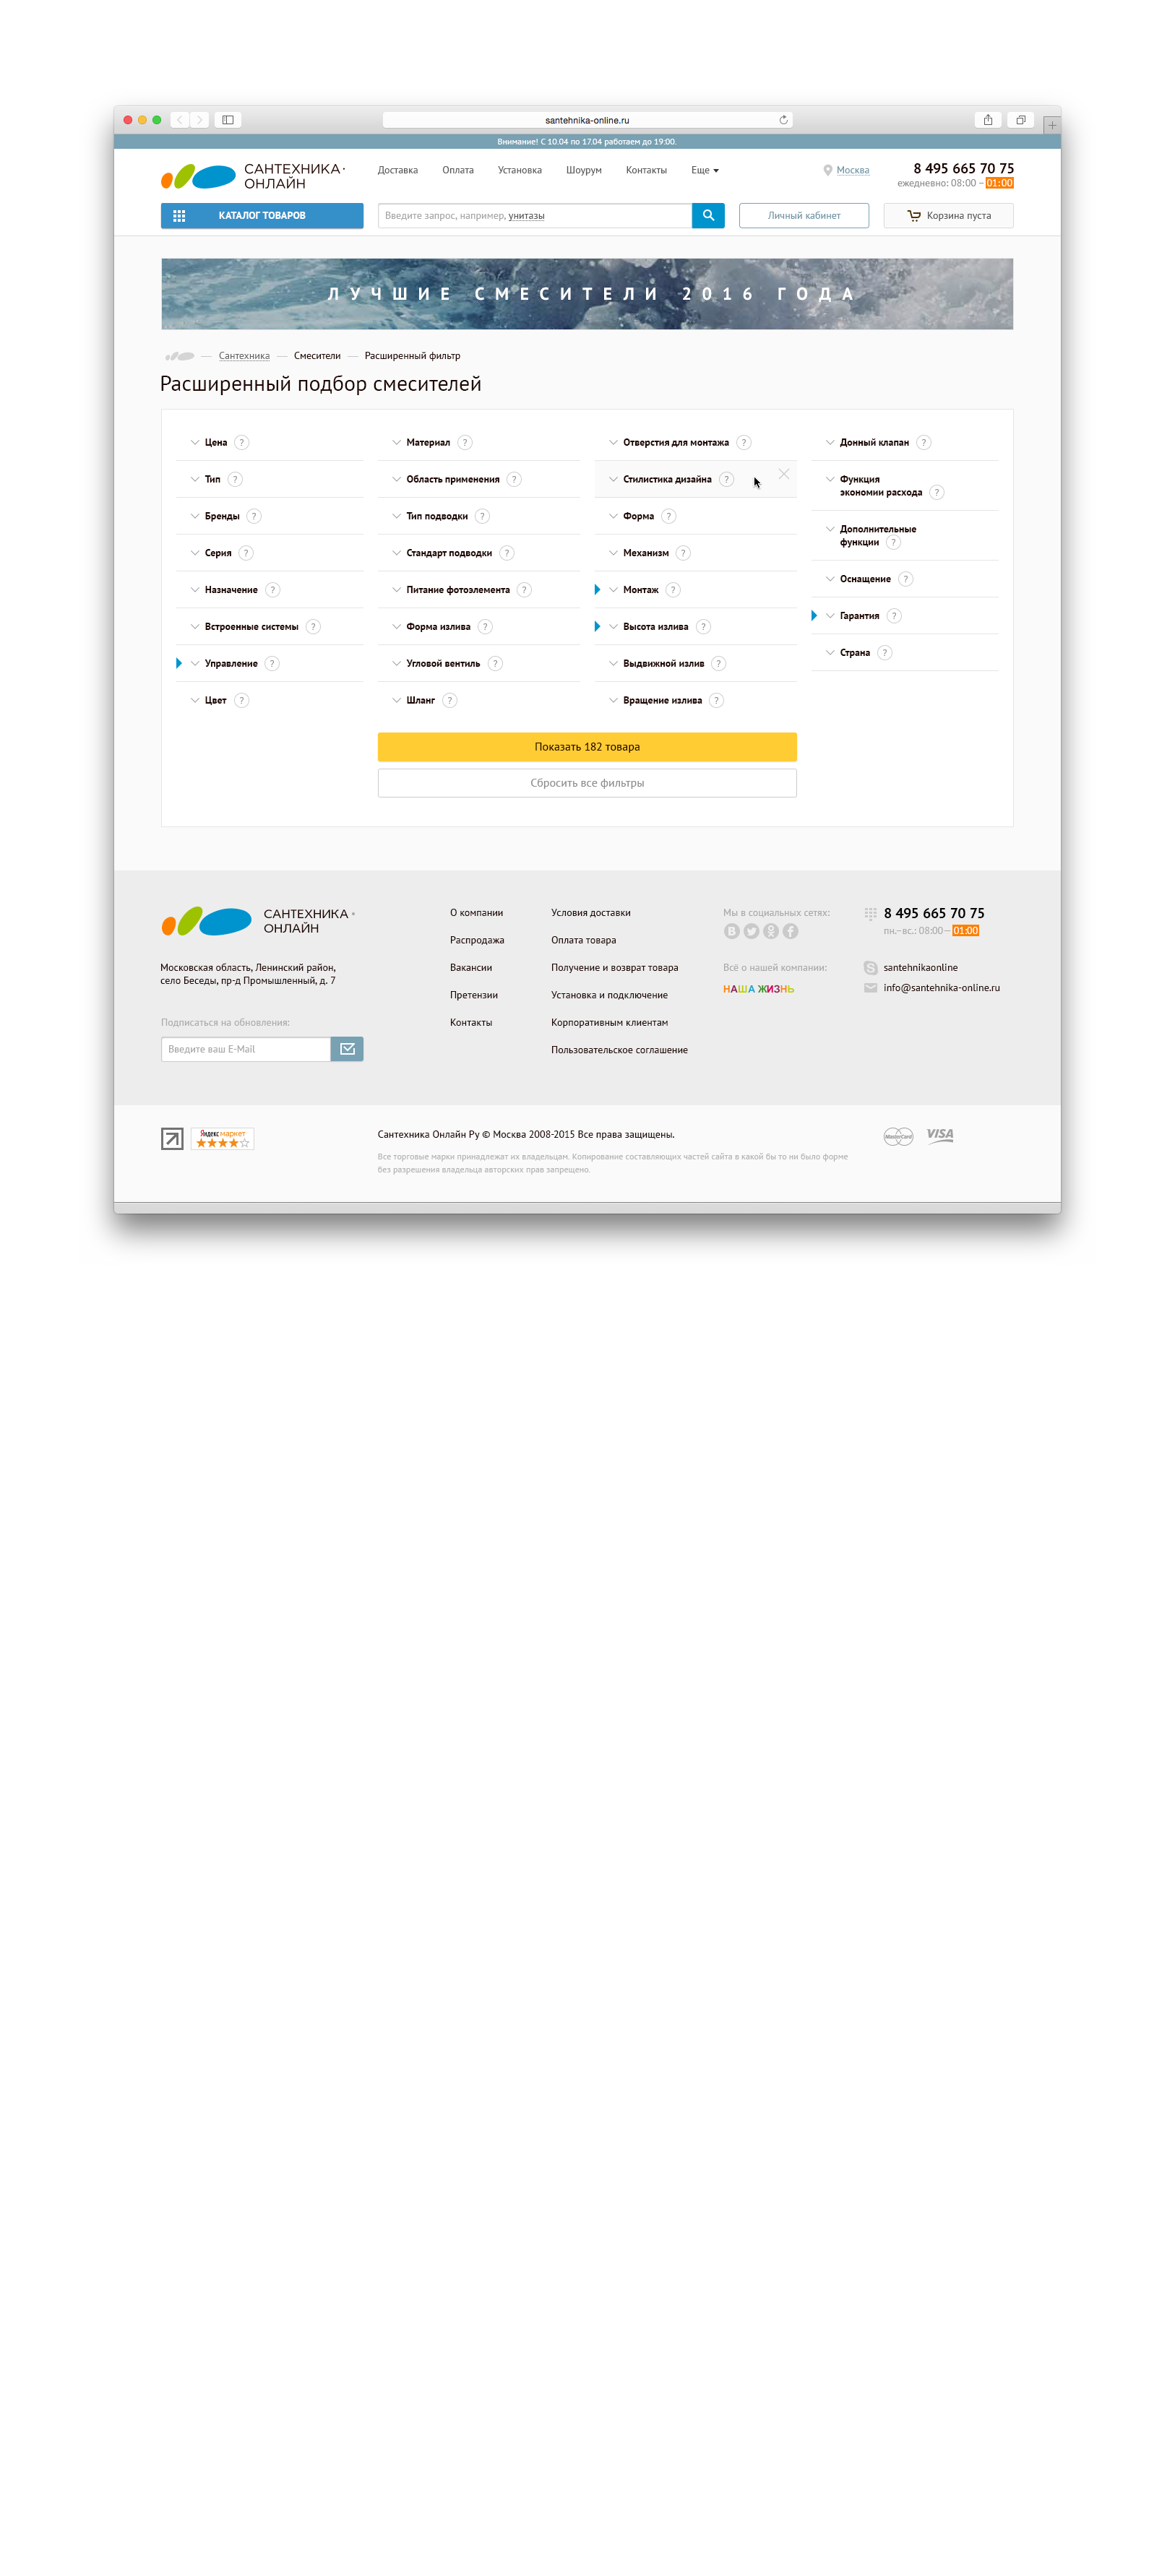 santehnika-online.ru
Внимание! С 10.04 по 17.04 работаем до 19:00.
САНТЕХНИКА
ОНЛАЙН
Доставка Оплата Установка Шоурум Контакты Еще
Москва
8 495 665 70 75
ежедневно: 08:00 – 01:00
КАТАЛОГ ТОВАРОВ
Введите запрос, например, унитазы
Личный кабинет
Корзина пуста
ЛУЧШИЕ СМЕСИТЕЛИ 2016 ГОДА
Сантехника — Смесители — Расширенный фильтр
Расширенный подбор смесителей
Цена ?
Тип ?
Бренды ?
Серия ?
Назначение ?
Встроенные системы ?
Управление ?
Цвет ?
Материал ?
Область применения ?
Тип подводки ?
Стандарт подводки ?
Питание фотоэлемента ?
Форма излива ?
Угловой вентиль ?
Шланг ?
Отверстия для монтажа ?
Стилистика дизайна ?
Форма ?
Механизм ?
Монтаж ?
Высота излива ?
Выдвижной излив ?
Вращение излива ?
Донный клапан ?
Функция
экономии расхода ?
Дополнительные
функции ?
Оснащение ?
Гарантия ?
Страна ?
Показать 182 товара
Сбросить все фильтры
САНТЕХНИКА
ОНЛАЙН
Московская область, Ленинский район,
село Беседы, пр-д Промышленный, д. 7
Подписаться на обновления:
Введите ваш E-Mail
О компании
Распродажа
Вакансии
Претензии
Контакты
Условия доставки
Оплата товара
Получение и возврат товара
Установка и подключение
Корпоративным клиентам
Пользовательское соглашение
Мы в социальных сетях:
Всё о нашей компании:
НАША ЖИЗНЬ
8 495 665 70 75
пн.–вс.: 08:00 – 01:00
santehnikaonline
info@santehnika-online.ru
Яндекс маркет
Сантехника Онлайн Ру © Москва 2008-2015 Все права защищены.
Все торговые марки принадлежат их владельцам. Копирование составляющих частей сайта в какой бы то ни было форме
без разрешения владельца авторских прав запрещено.
MasterCard
VISA